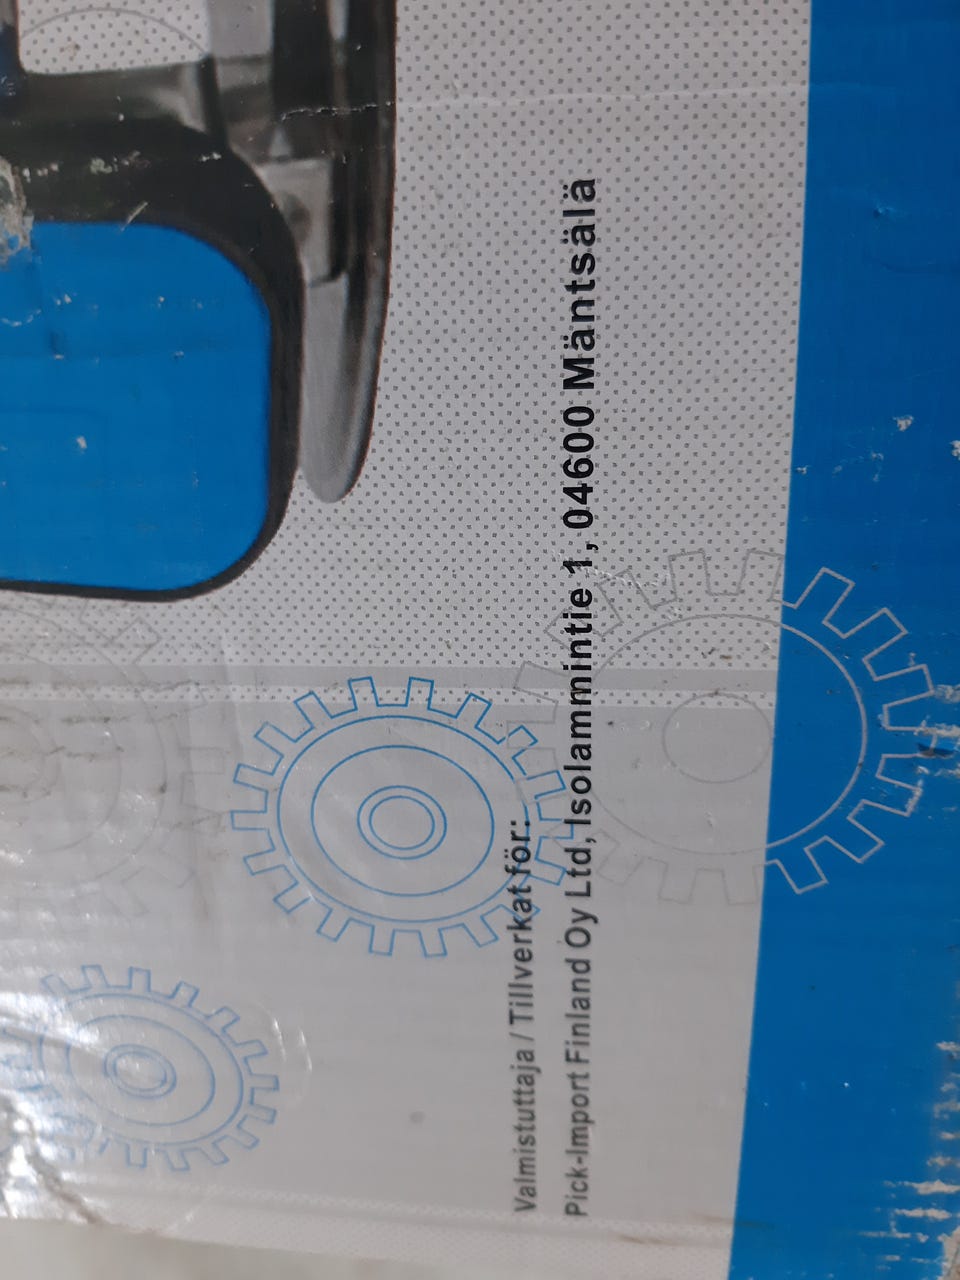 Valmistuttaja / Tillverkat för:
Pick-Import Finland Oy Ltd, Isolammintie 1, 04600 Mäntsälä